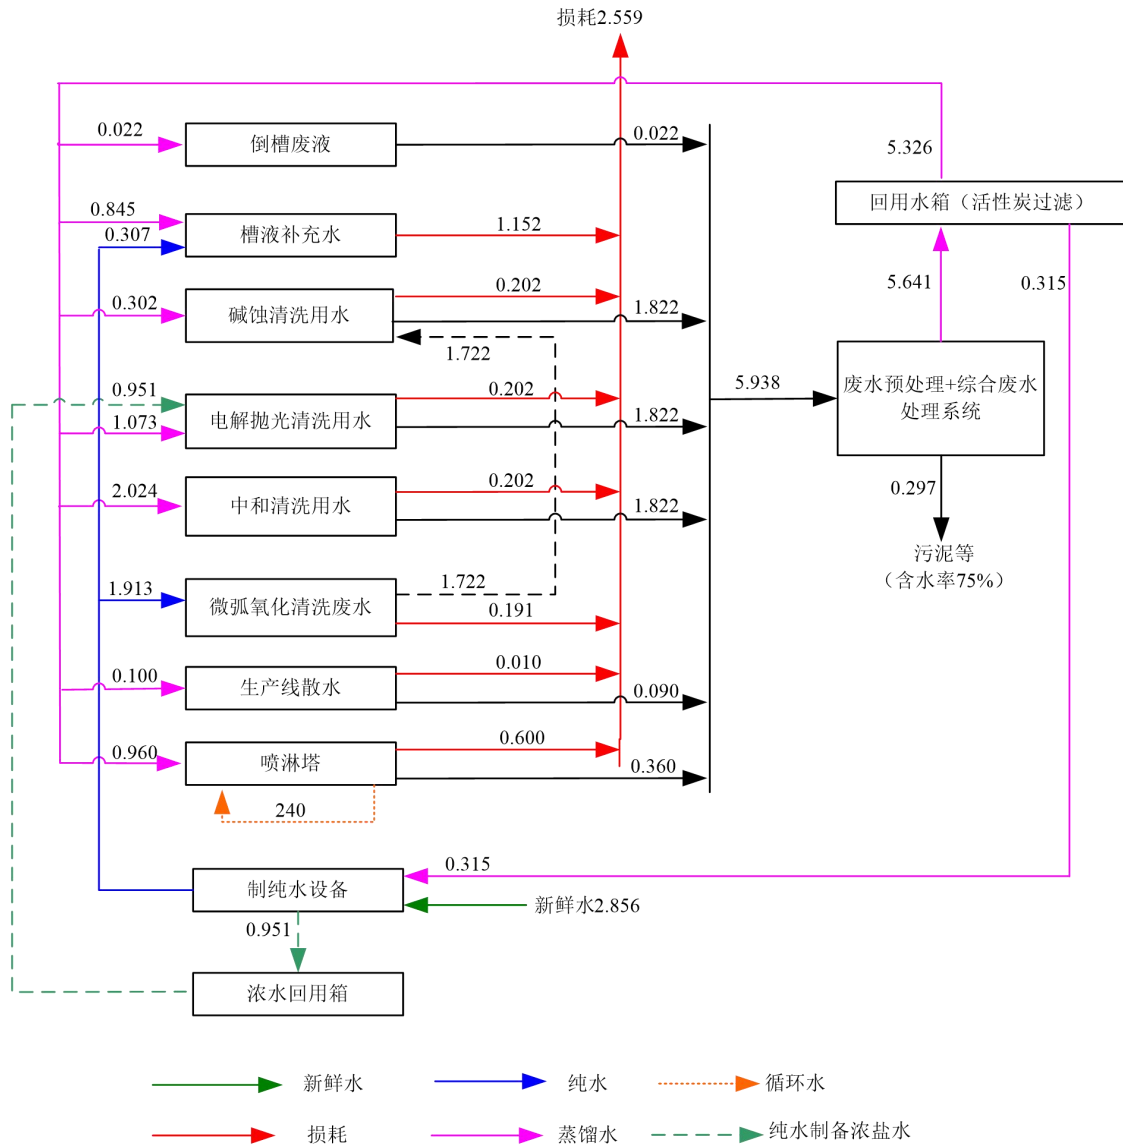 损耗2.559
0.022
倒槽废液
0.022
5.326
回用水箱（活性炭过滤）
0.845
0.307
槽液补充水
1.152
0.302
碱蚀清洗用水
0.202
1.822
1.722
5.641
0.315
0.951
1.073
电解抛光清洗用水
0.202
1.822
5.938
废水预处理+综合废水
处理系统
2.024
中和清洗用水
0.202
1.822
0.297
污泥等
（含水率75%）
1.913
微弧氧化清洗废水
1.722
0.191
0.100
生产线散水
0.010
0.090
0.960
喷淋塔
0.600
0.360
240
制纯水设备
0.315
新鲜水2.856
0.951
浓水回用箱
新鲜水
纯水
循环水
损耗
蒸馏水
纯水制备浓盐水